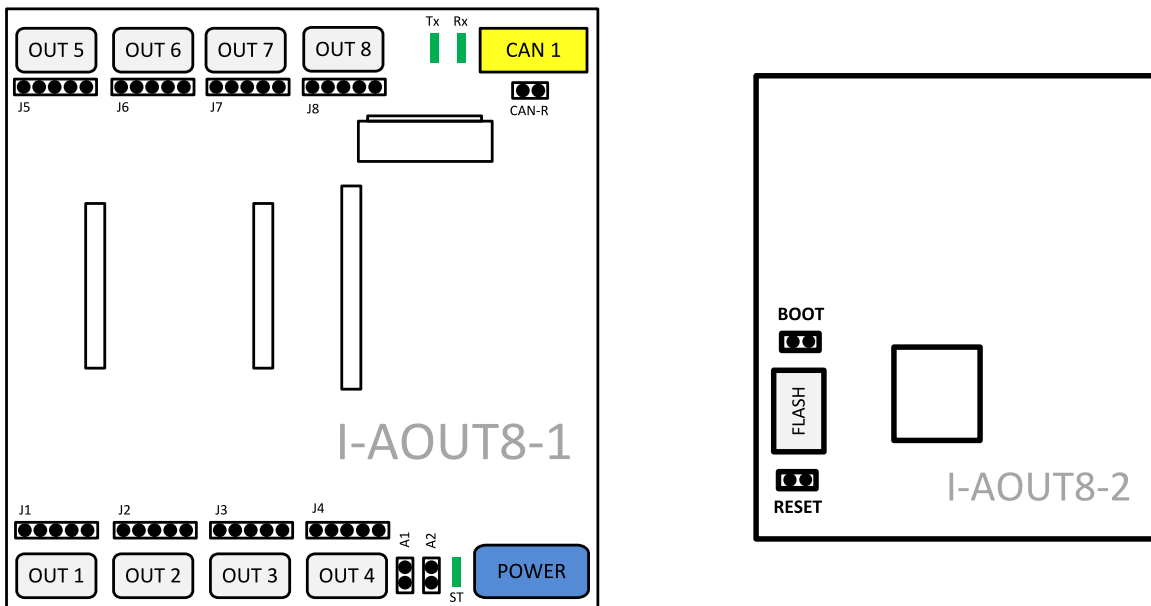 Tx Rx
OUT 5 OUT 6 OUT 7 OUT 8 CAN 1
J5 J6 J7 J8 CAN-R
I-AOUT8-1
J1 J2 J3 J4 A1 A2
OUT 1 OUT 2 OUT 3 OUT 4 ST POWER
BOOT
FLASH
RESET
I-AOUT8-2